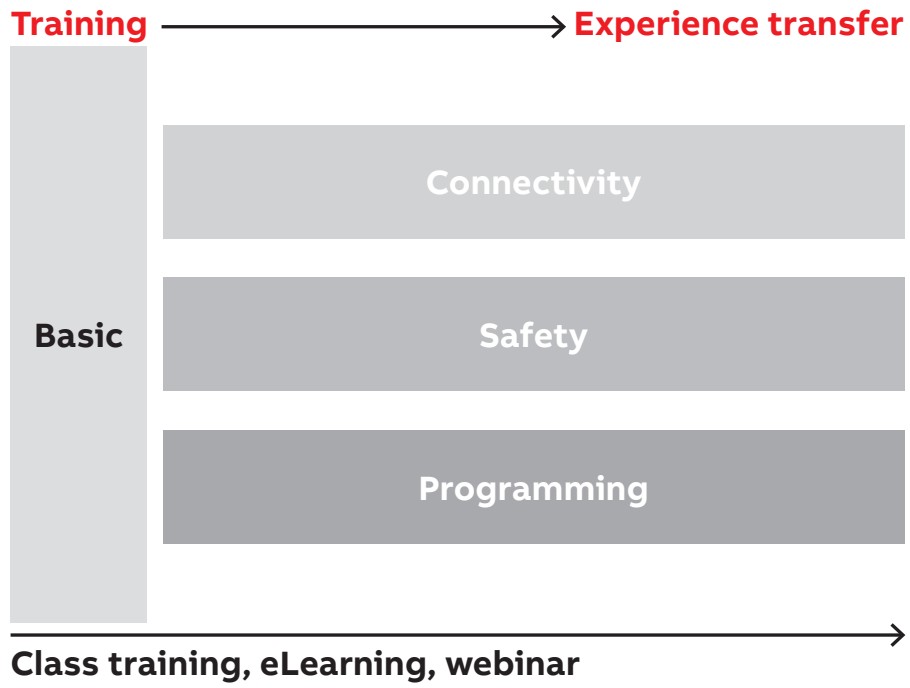 Training
Experience transfer
Connectivity
Basic
Safety
Programming
Class training, eLearning, webinar